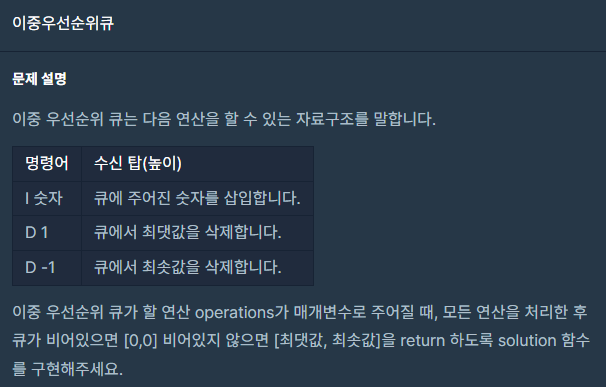 이중우선순위큐
문제 설명
이중 우선순위 큐는 다음 연산을 할 수 있는 자료구조를 말합니다.
명령어 수신 탑(높이)
I 숫자 큐에 주어진 숫자를 삽입합니다.
D 1 큐에서 최댓값을 삭제합니다.
D -1 큐에서 최솟값을 삭제합니다.
이중 우선순위 큐가 할 연산 operations가 매개변수로 주어질 때, 모든 연산을 처리한 후
큐가 비어있으면 [0,0] 비어있지 않으면 [최댓값, 최솟값]을 return 하도록 solution 함수
를 구현해주세요.